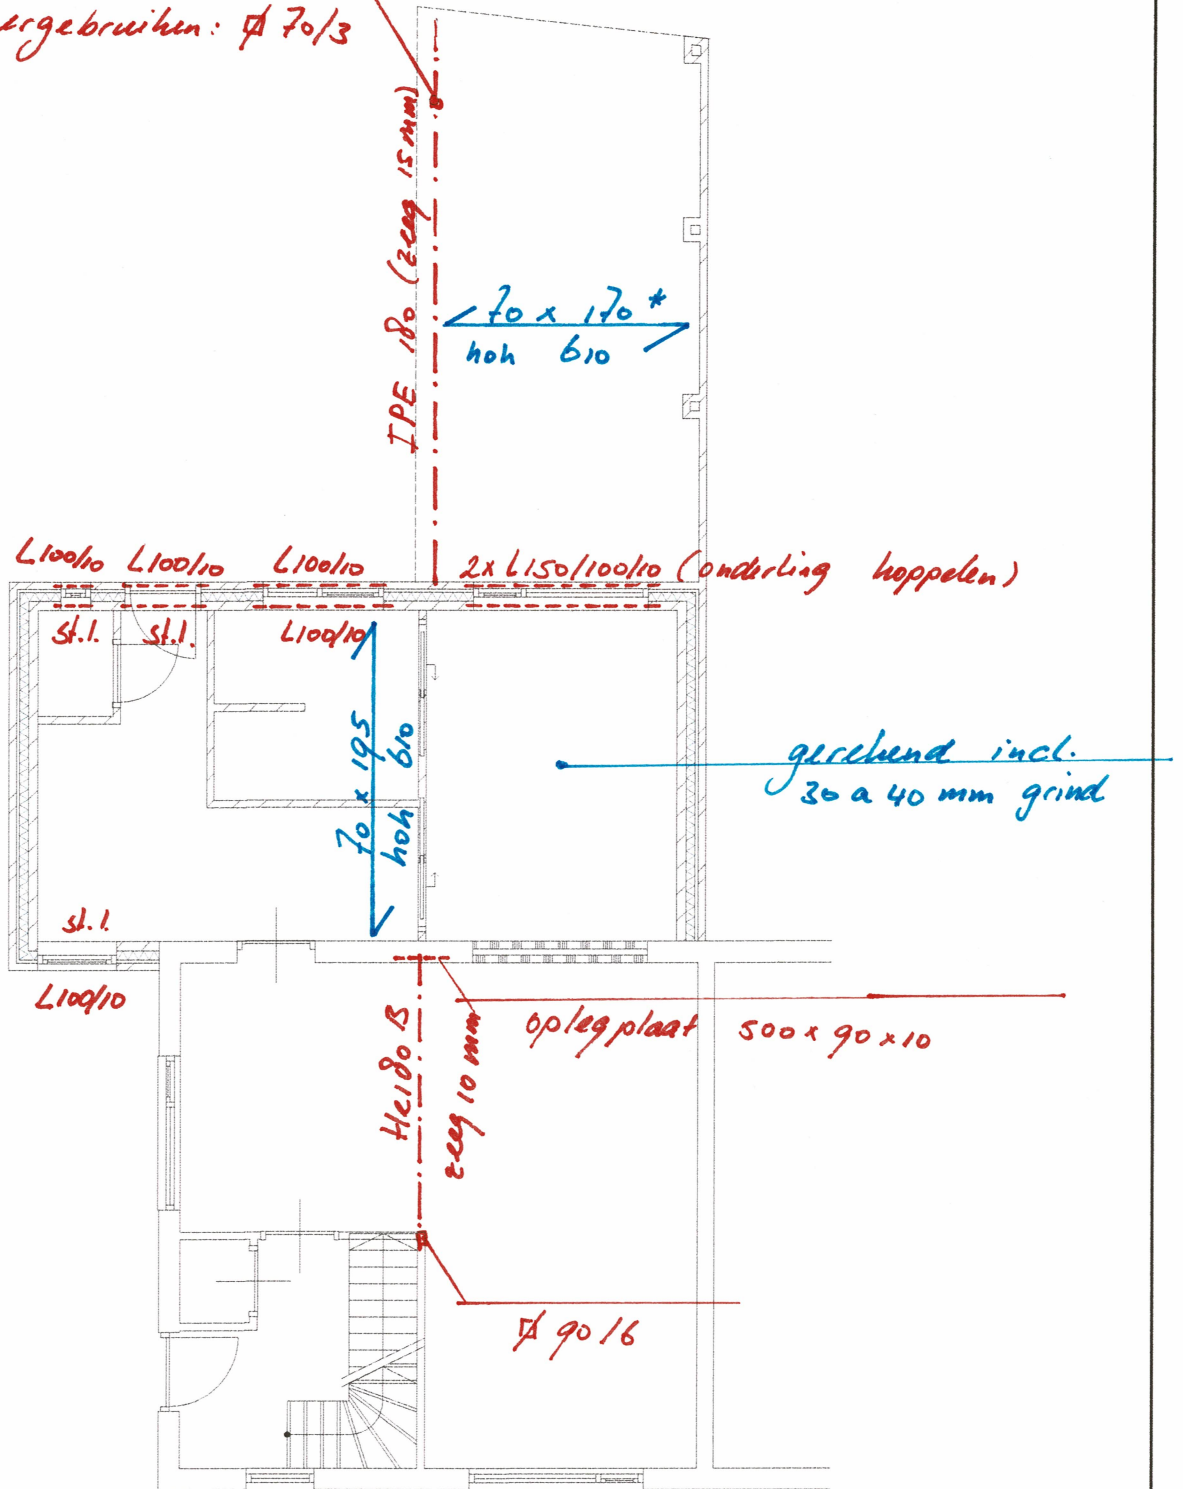 ergebruiken: ⌀ 70/3
IPE 180 (zeeg 15 mm)
70 x 170 *
hoh 610
L100/10 L100/10 L100/10 2x L150/100/10 (onderling koppelen)
st.l. st.l. L100/10
70 x 195
hoh 610
gerekend incl.
30 a 40 mm grind
st.l.
L100/10
oplegplaat 500 x 90 x 10
He180B
zeeg 10 mm
⌀ 90/6